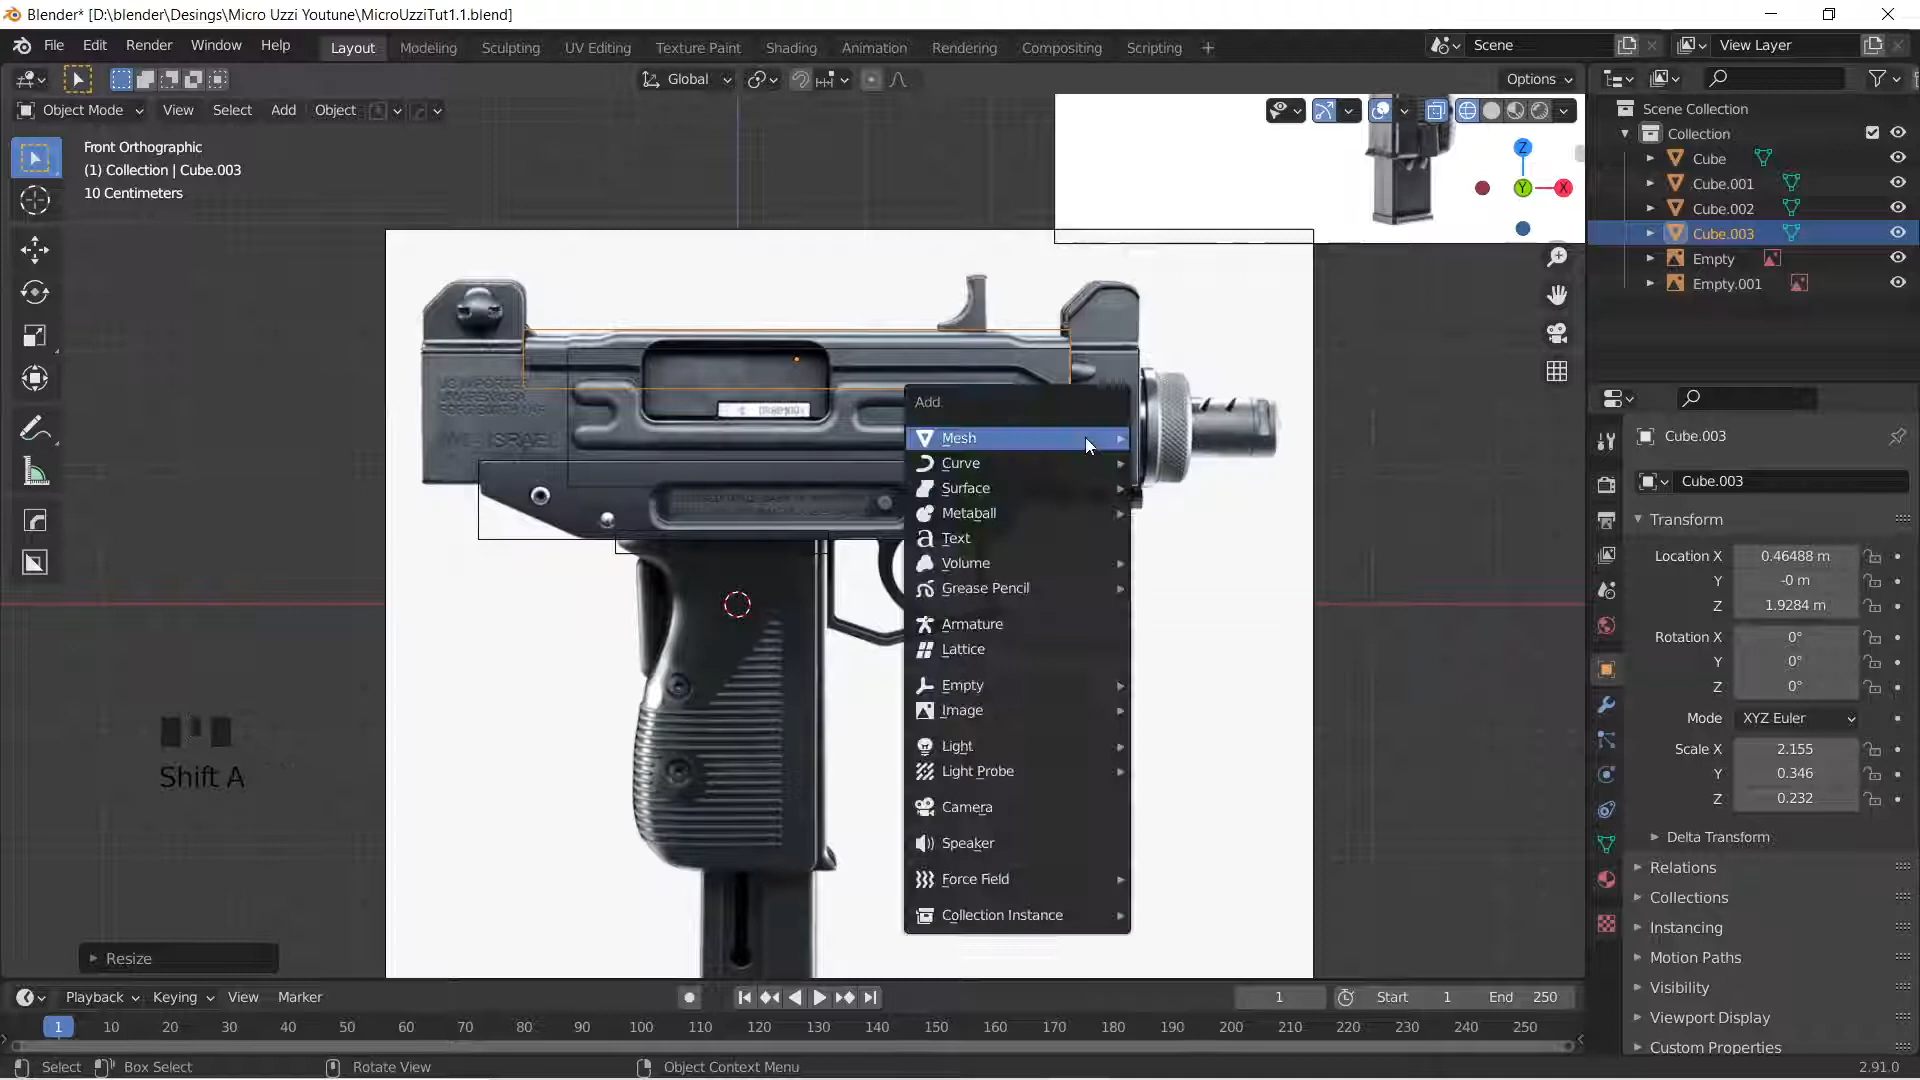 Blender* [D:\blender\Desings\Micro Uzzi Youtune\MicroUzziTut1.1.blend]
File Edit Render Window Help
Layout Modeling Sculpting UV Editing Texture Paint Shading Animation Rendering Compositing Scripting +
Scene
View Layer
Global
Options
Object Mode View Select Add Object
Front Orthographic
(1) Collection | Cube.003
10 Centimeters
Z
Y
X
Scene Collection
Collection
Cube
Cube.001
Cube.002
Cube.003
Empty
Empty.001
ISRAEL
Add
Mesh
Curve
Surface
Metaball
Text
Volume
Grease Pencil
Armature
Lattice
Empty
Image
Light
Light Probe
Camera
Speaker
Force Field
Collection Instance
Shift A
Resize
Cube.003
Cube.003
Transform
Location X 0.46488 m
Y -0 m
Z 1.9284 m
Rotation X 0°
Y 0°
Z 0°
Mode XYZ Euler
Scale X 2.155
Y 0.346
Z 0.232
Delta Transform
Relations
Collections
Instancing
Motion Paths
Visibility
Viewport Display
Custom Properties
Playback Keying View Marker
1 Start 1 End 250
1 10 20 30 40 50 60 70 80 90 100 110 120 130 140 150 160 170 180 190 200 210 220 230 240 250
Select Box Select Rotate View Object Context Menu 2.91.0